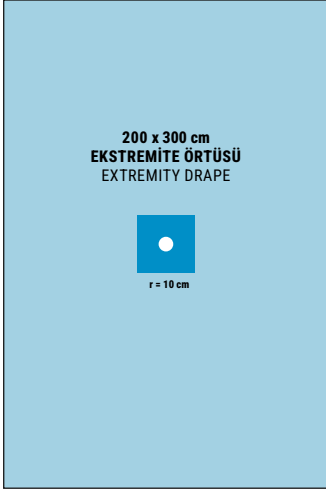 200 x 300 cm
EKSTREMİTE ÖRTÜSÜ
EXTREMITY DRAPE
r = 10 cm